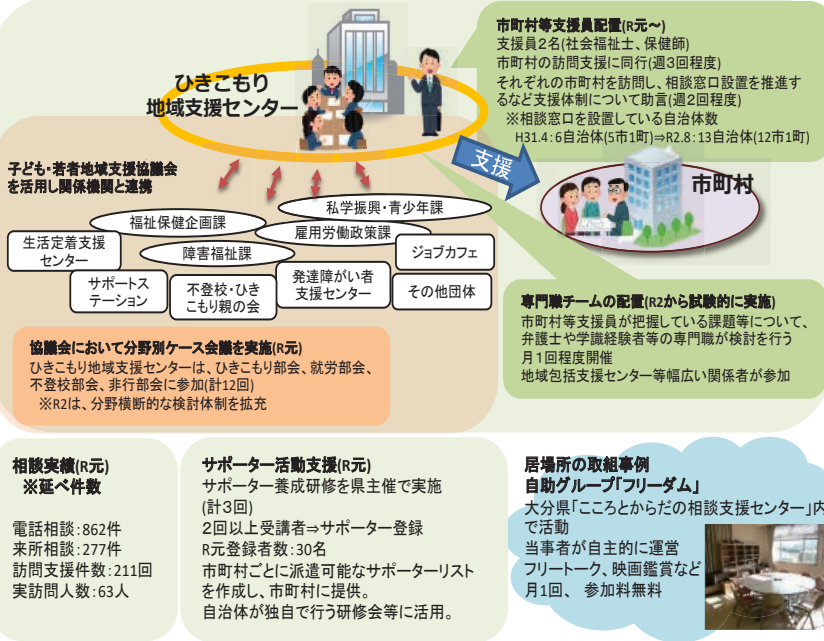 ひきこもり
地域支援センター
市町村等支援員配置(R元~)
支援員2名(社会福祉士、保健師)
市町村の訪問支援に同行(週3回程度)
それぞれの市町村を訪問し、相談窓口設置を推進す
るなど支援体制について助言(週2回程度)
※相談窓口を設置している自治体数
H31.4:6自治体(5市1町)⇒R2.8:13自治体(12市1町)
支援
市町村
子ども・若者地域支援協議会
を活用し関係機関と連携
私学振興・青少年課
福祉保健企画課
雇用労働政策課
障害福祉課
生活定着支援
センター
ジョブカフェ
サポートス
テーション
不登校・ひき
こもり親の会
発達障がい者
支援センター
その他団体
専門職チームの配置(R2から試験的に実施)
市町村等支援員が把握している課題等について、
弁護士や学識経験者等の専門職が検討を行う
月1回程度開催
地域包括支援センター等幅広い関係者が参加
協議会において分野別ケース会議を実施(R元)
ひきこもり地域支援センターは、ひきこもり部会、就労部会、
不登校部会、非行部会に参加(計12回)
※R2は、分野横断的な検討体制を拡充
相談実績(R元)
※延べ件数
電話相談:862件
来所相談:277件
訪問支援件数:211回
実訪問人数:63人
サポーター活動支援(R元)
サポーター養成研修を県主催で実施
(計3回)
2回以上受講者⇒サポーター登録
R元登録者数:30名
市町村ごとに派遣可能なサポーターリスト
を作成し、市町村に提供。
自治体が独自で行う研修会等に活用。
居場所の取組事例
自助グループ「フリーダム」
大分県「こころとからだの相談支援センター」内
で活動
当事者が自主的に運営
フリートーク、映画鑑賞など
月1回、 参加料無料